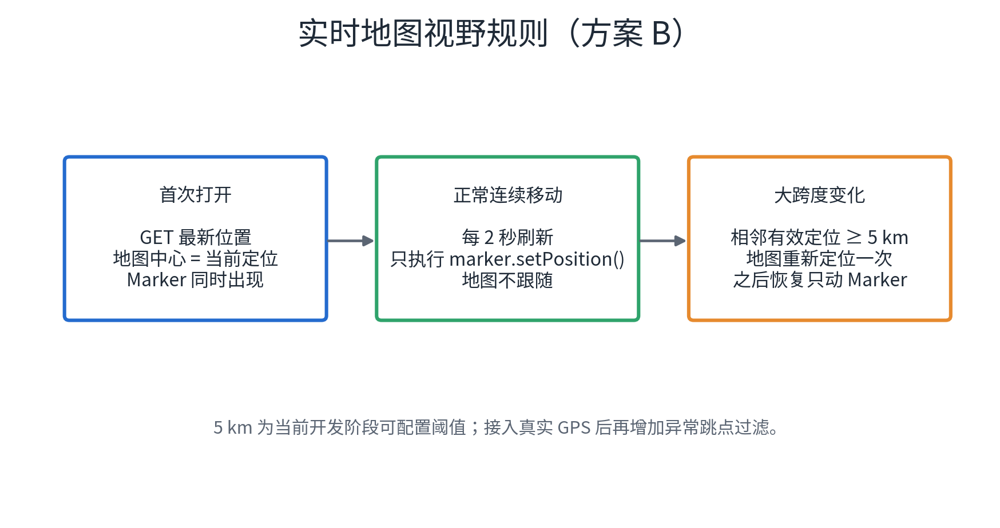 实时地图视野规则（方案 B）
首次打开
GET 最新位置
地图中心 = 当前定位
Marker 同时出现
正常连续移动
每 2 秒刷新
只执行 marker.setPosition()
地图不跟随
大跨度变化
相邻有效定位 ≥ 5 km
地图重新定位一次
之后恢复只动 Marker
5 km 为当前开发阶段可配置阈值；接入真实 GPS 后再增加异常跳点过滤。